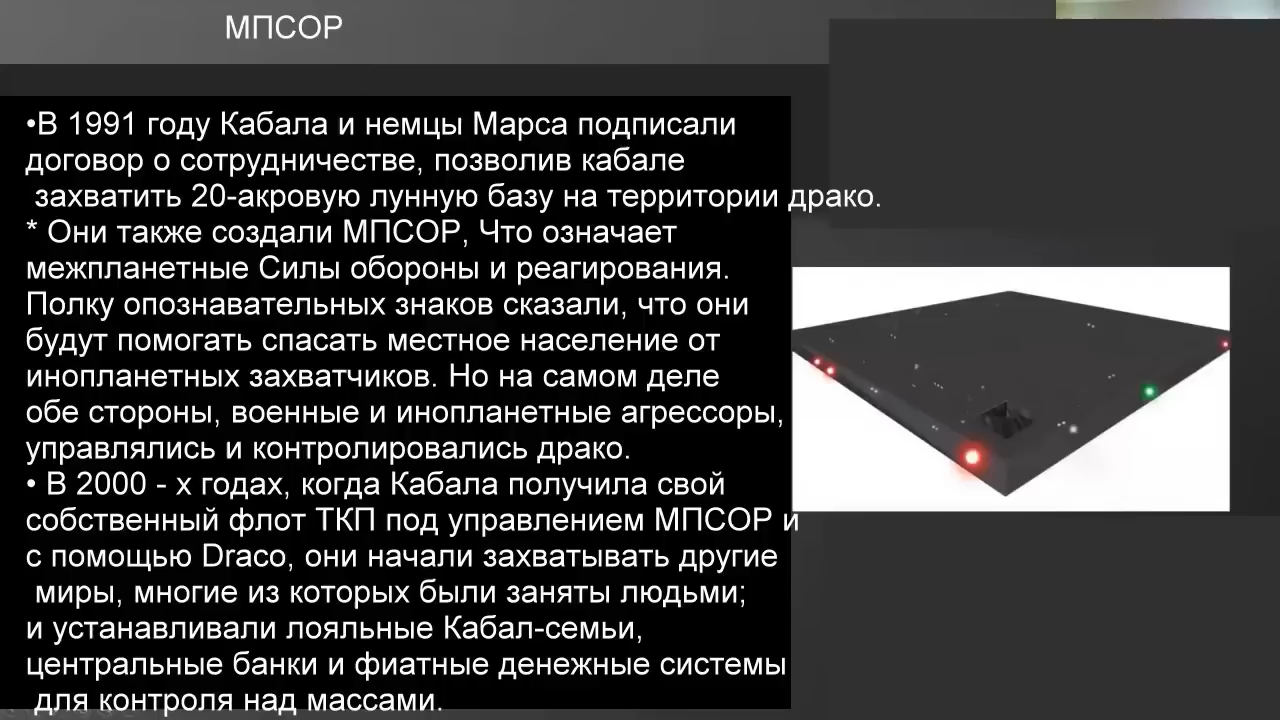 МПСОР
•В 1991 году Кабала и немцы Марса подписали
договор о сотрудничестве, позволив кабале
захватить 20-акровую лунную базу на территории драко.
* Они также создали МПСОР, Что означает
межпланетные Силы обороны и реагирования.
Полку опознавательных знаков сказали, что они
будут помогать спасать местное население от
инопланетных захватчиков. Но на самом деле
обе стороны, военные и инопланетные агрессоры,
управлялись и контролировались драко.
• В 2000 - х годах, когда Кабала получила свой
собственный флот ТКП под управлением МПСОР и
с помощью Draco, они начали захватывать другие
миры, многие из которых были заняты людьми;
и устанавливали лояльные Кабал-семьи,
центральные банки и фиатные денежные системы
для контроля над массами.